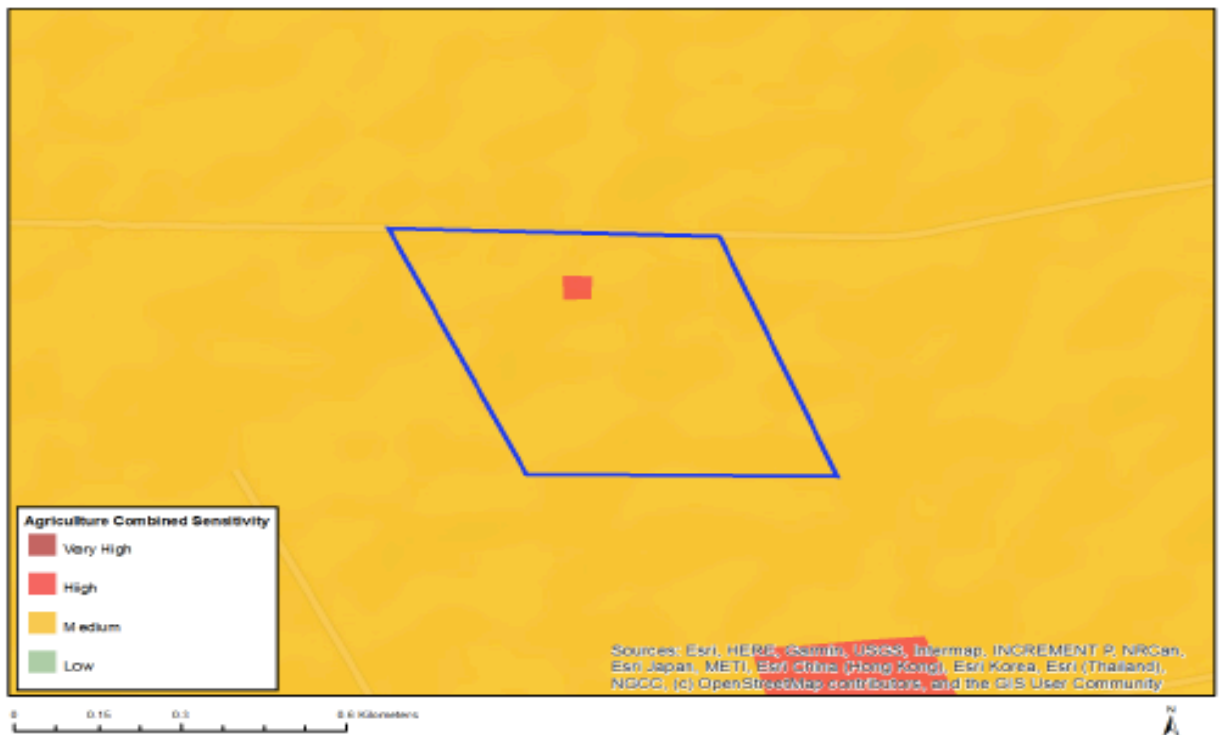 Agriculture Combined Sensitivity
Very High
High
Medium
Low
Sources: Esri, HERE, Garmin, USGS, Intermap, INCREMENT P, NRCan,
Esri Japan, METI, Esri China (Hong Kong), Esri Korea, Esri (Thailand),
NGCC, (c) OpenStreetMap contributors, and the GIS User Community
0 0.15 0.3 0.6 Kilometers
N